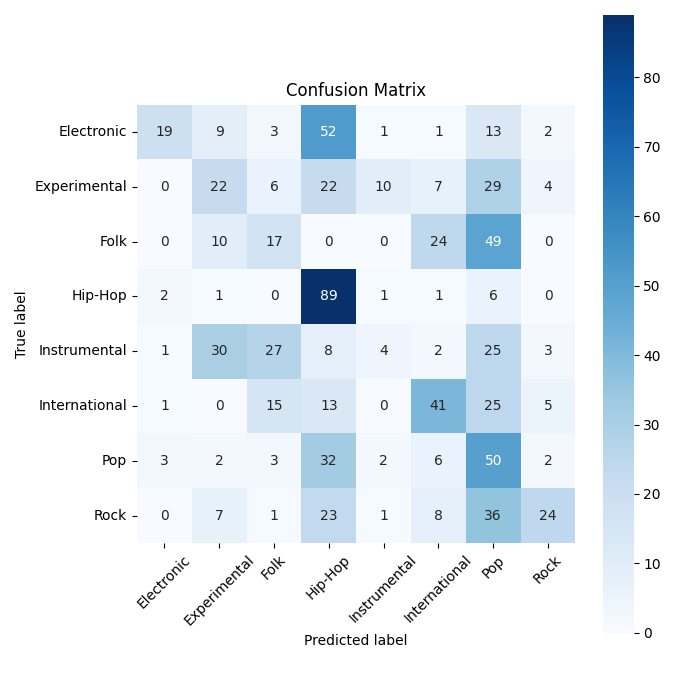 Confusion Matrix
Electronic 19 9 3 52 1 1 13 2
Experimental 0 22 6 22 10 7 29 4
Folk 0 10 17 0 0 24 49 0
Hip-Hop 2 1 0 89 1 1 6 0
Instrumental 1 30 27 8 4 2 25 3
International 1 0 15 13 0 41 25 5
Pop 3 2 3 32 2 6 50 2
Rock 0 7 1 23 1 8 36 24
True label
Electronic Experimental Folk Hip-Hop Instrumental International Pop Rock
Predicted label
80
70
60
50
40
30
20
10
0